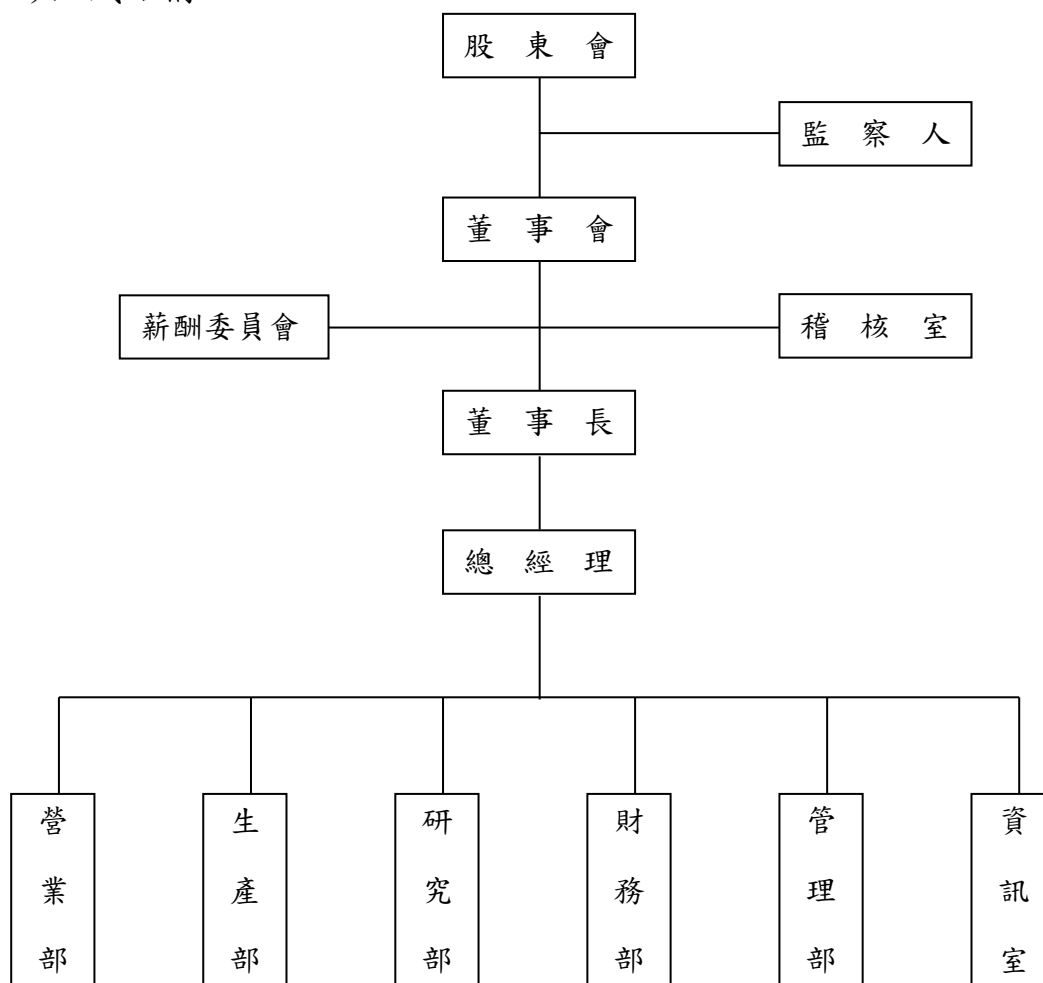 股東會
監察人
董事會
薪酬委員會
稽核室
董事長
總經理
營業部
生產部
研究部
財務部
管理部
資訊室